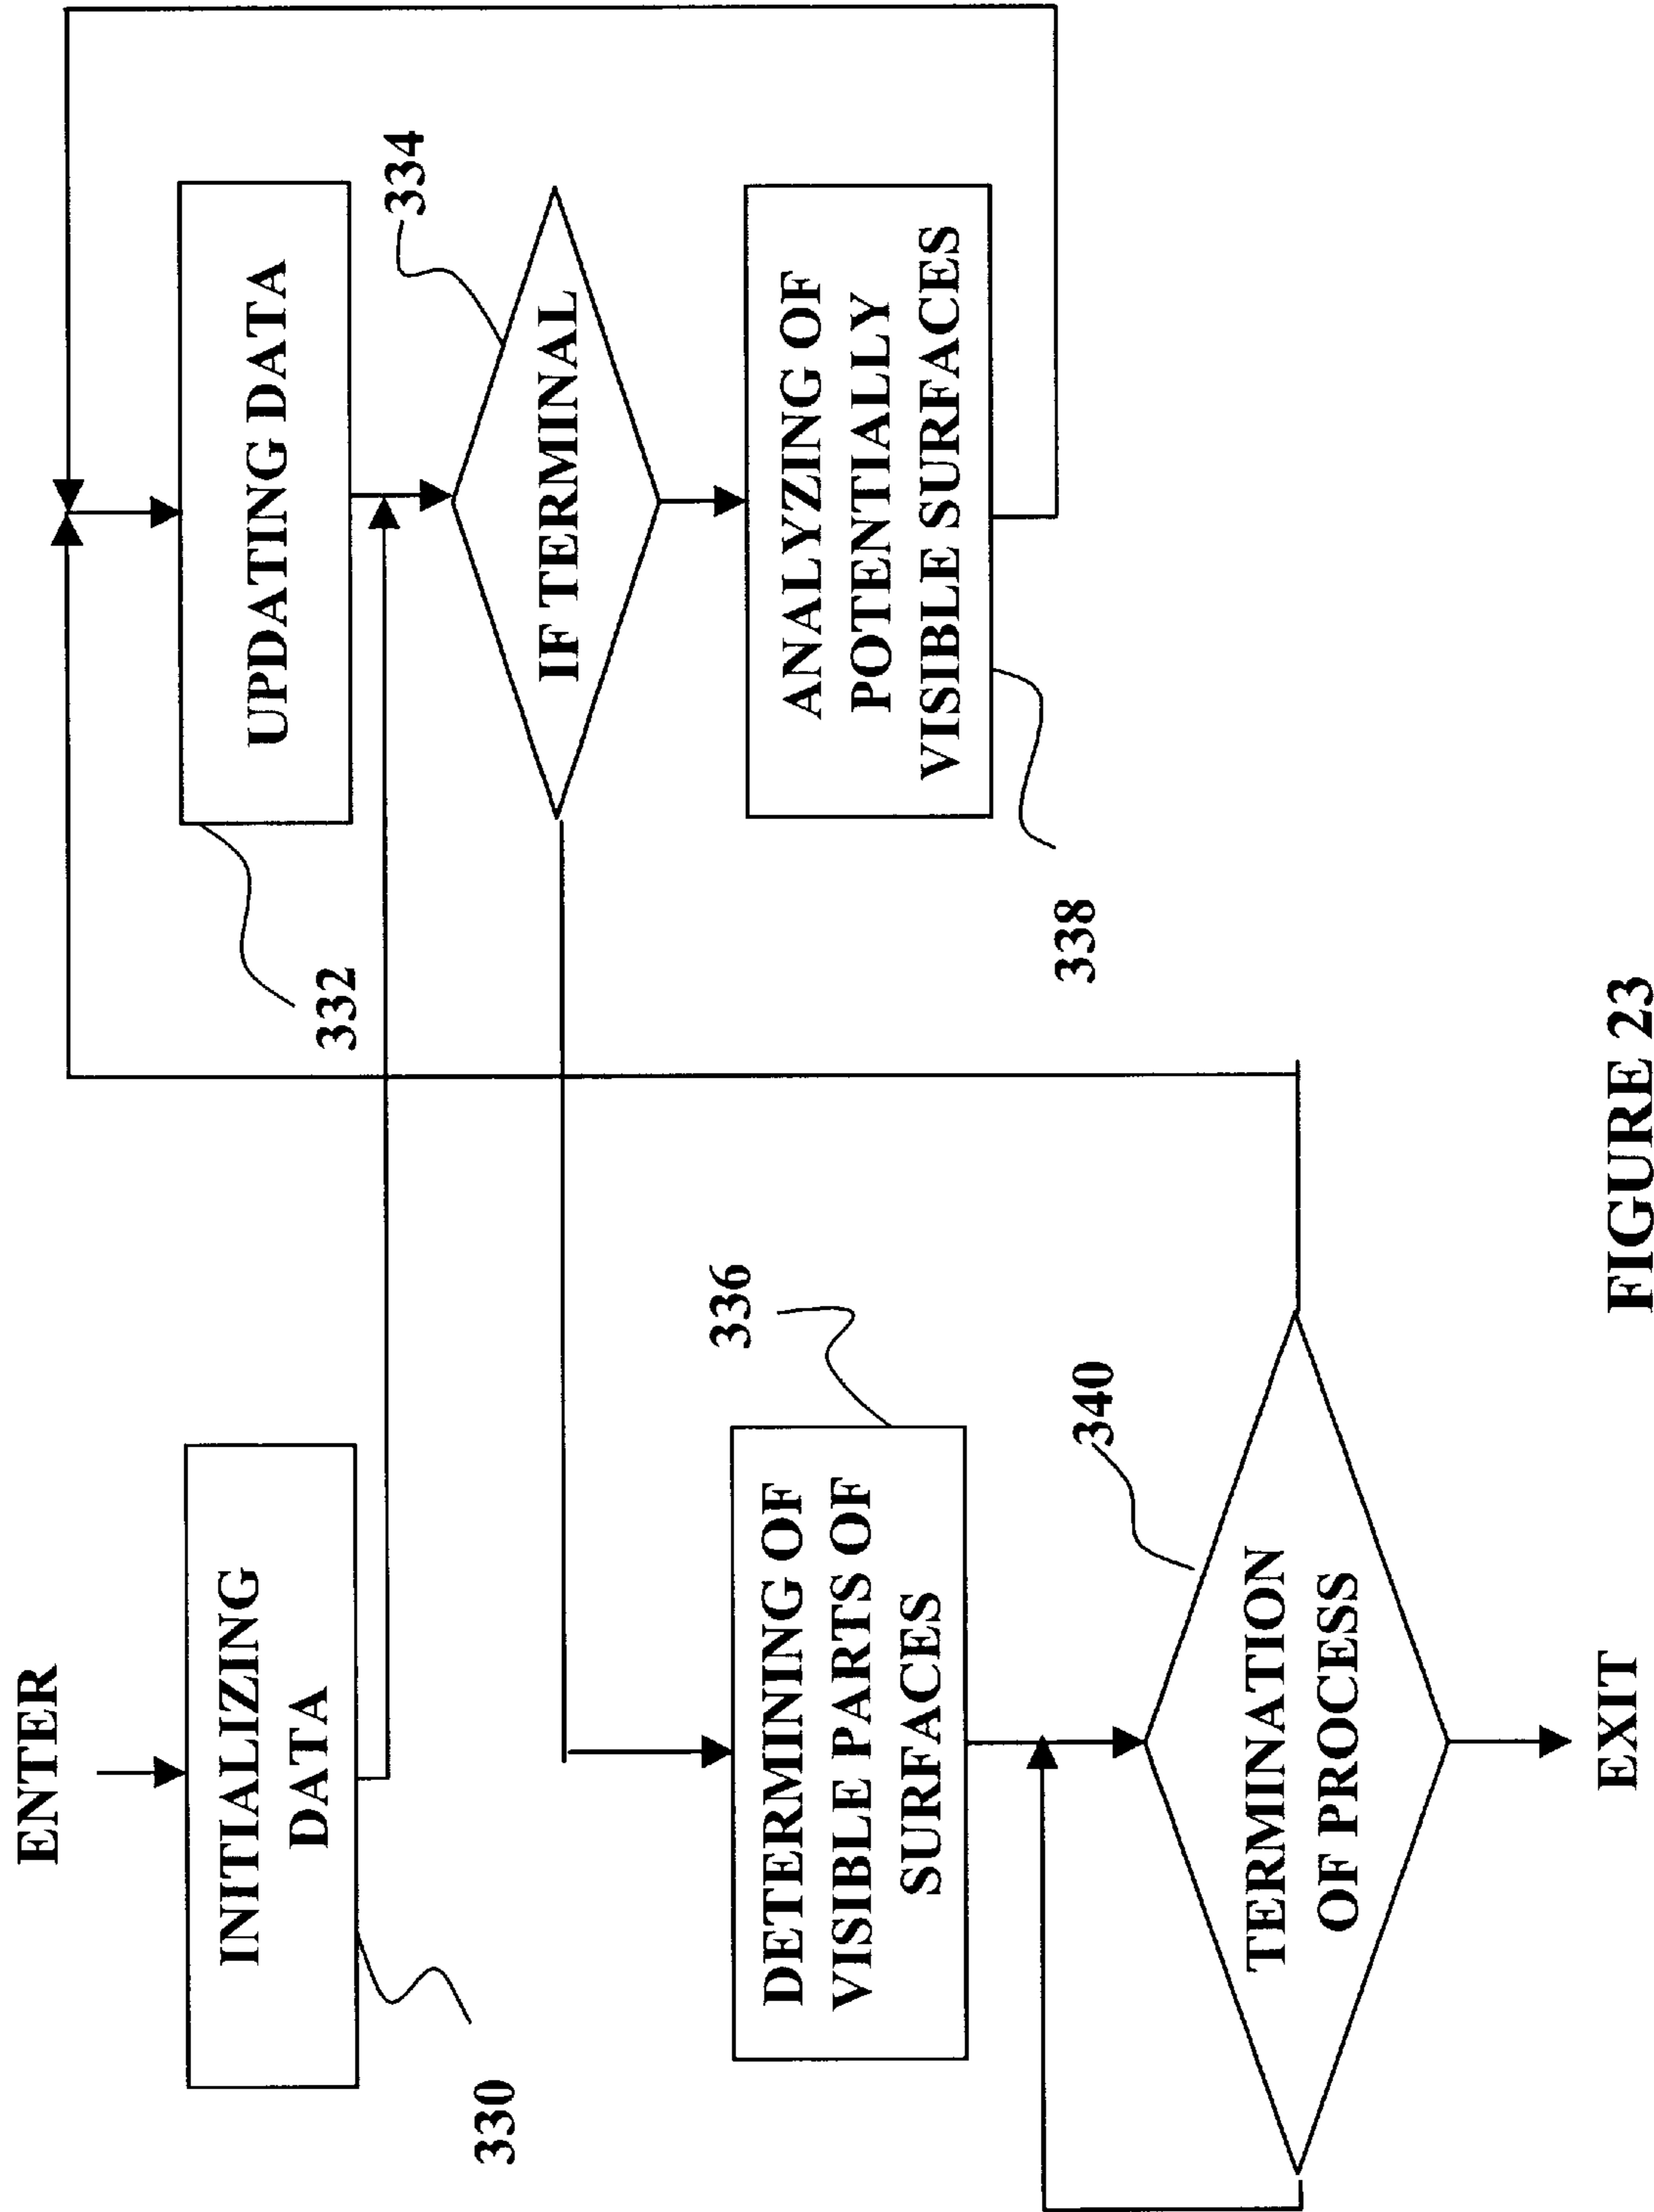 ENTER
INITIALIZING
DATA
330
UPDATING DATA
332
334
IF TERMINAL
336
DETERMINING OF
VISIBLE PARTS OF
SURFACES
ANALYZING OF
POTENTIALLY
VISIBLE SURFACES
338
340
TERMINATION
OF PROCESS
EXIT
FIGURE 23